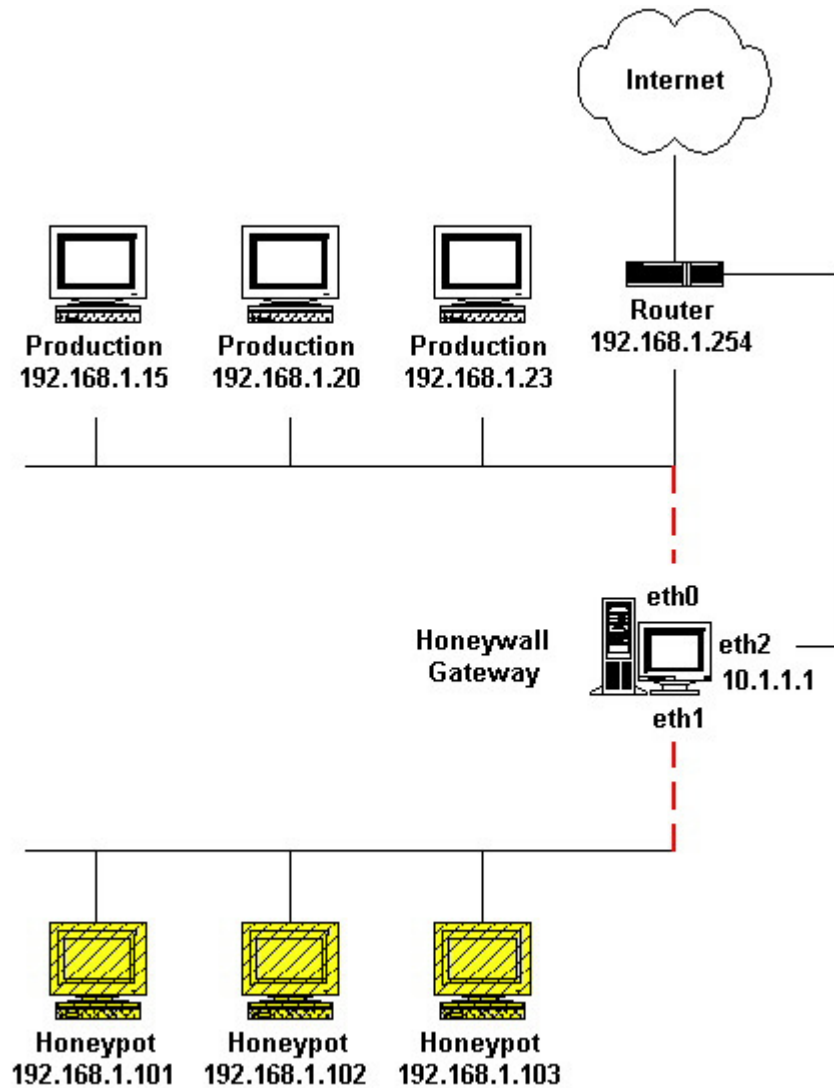 Internet
Router
192.168.1.254
Production
192.168.1.15
Production
192.168.1.20
Production
192.168.1.23
eth0
Honeywall
Gateway
eth2
10.1.1.1
eth1
Honeypot
192.168.1.101
Honeypot
192.168.1.102
Honeypot
192.168.1.103